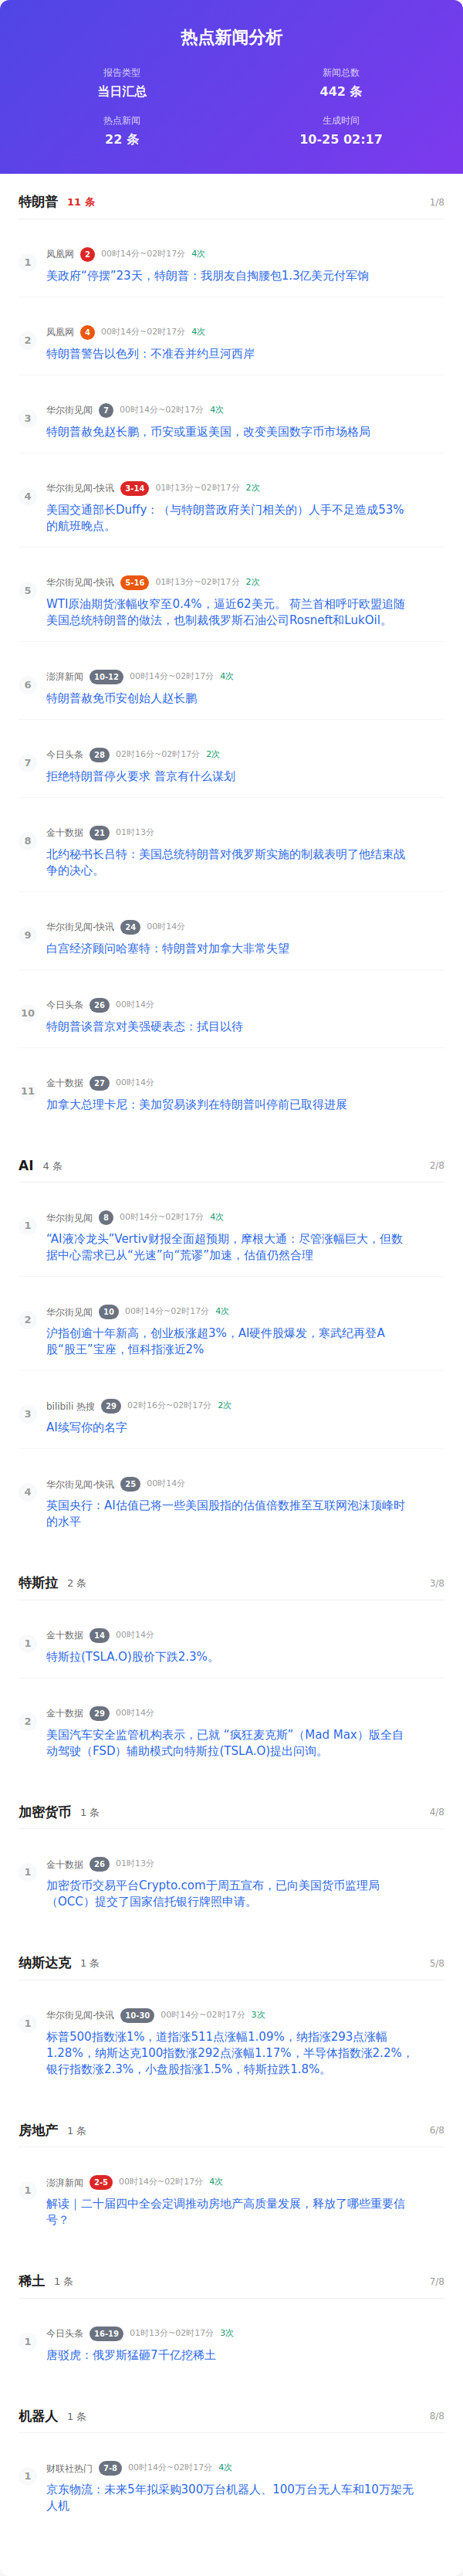 热点新闻分析
报告类型
当日汇总
新闻总数
442 条
热点新闻
22 条
生成时间
10-25 02:17
特朗普 11 条 1/8
1
凤凰网 2 00时14分~02时17分 4次
美政府“停摆”23天，特朗普：我朋友自掏腰包1.3亿美元付军饷
2
凤凰网 4 00时14分~02时17分 4次
特朗普警告以色列：不准吞并约旦河西岸
3
华尔街见闻 7 00时14分~02时17分 4次
特朗普赦免赵长鹏，币安或重返美国，改变美国数字币市场格局
4
华尔街见闻-快讯 3-14 01时13分~02时17分 2次
美国交通部长Duffy：（与特朗普政府关门相关的）人手不足造成53%
的航班晚点。
5
华尔街见闻-快讯 5-16 01时13分~02时17分 2次
WTI原油期货涨幅收窄至0.4%，逼近62美元。 荷兰首相呼吁欧盟追随
美国总统特朗普的做法，也制裁俄罗斯石油公司Rosneft和LukOil。
6
澎湃新闻 10-12 00时14分~02时17分 4次
特朗普赦免币安创始人赵长鹏
7
今日头条 28 02时16分~02时17分 2次
拒绝特朗普停火要求 普京有什么谋划
8
金十数据 21 01时13分
北约秘书长吕特：美国总统特朗普对俄罗斯实施的制裁表明了他结束战
争的决心。
9
华尔街见闻-快讯 24 00时14分
白宫经济顾问哈塞特：特朗普对加拿大非常失望
10
今日头条 26 00时14分
特朗普谈普京对美强硬表态：拭目以待
11
金十数据 27 00时14分
加拿大总理卡尼：美加贸易谈判在特朗普叫停前已取得进展
AI 4 条 2/8
1
华尔街见闻 8 00时14分~02时17分 4次
“AI液冷龙头”Vertiv财报全面超预期，摩根大通：尽管涨幅巨大，但数
据中心需求已从“光速”向“荒谬”加速，估值仍然合理
2
华尔街见闻 10 00时14分~02时17分 4次
沪指创逾十年新高，创业板涨超3%，AI硬件股爆发，寒武纪再登A
股“股王”宝座，恒科指涨近2%
3
bilibili 热搜 29 02时16分~02时17分 2次
AI续写你的名字
4
华尔街见闻-快讯 25 00时14分
英国央行：AI估值已将一些美国股指的估值倍数推至互联网泡沫顶峰时
的水平
特斯拉 2 条 3/8
1
金十数据 14 00时14分
特斯拉(TSLA.O)股价下跌2.3%。
2
金十数据 29 00时14分
美国汽车安全监管机构表示，已就 “疯狂麦克斯”（Mad Max）版全自
动驾驶（FSD）辅助模式向特斯拉(TSLA.O)提出问询。
加密货币 1 条 4/8
1
金十数据 26 01时13分
加密货币交易平台Crypto.com于周五宣布，已向美国货币监理局
（OCC）提交了国家信托银行牌照申请。
纳斯达克 1 条 5/8
1
华尔街见闻-快讯 10-30 00时14分~02时17分 3次
标普500指数涨1%，道指涨511点涨幅1.09%，纳指涨293点涨幅
1.28%，纳斯达克100指数涨292点涨幅1.17%，半导体指数涨2.2%，
银行指数涨2.3%，小盘股指涨1.5%，特斯拉跌1.8%。
房地产 1 条 6/8
1
澎湃新闻 2-5 00时14分~02时17分 4次
解读｜二十届四中全会定调推动房地产高质量发展，释放了哪些重要信
号？
稀土 1 条 7/8
1
今日头条 16-19 01时13分~02时17分 3次
唐驳虎：俄罗斯猛砸7千亿挖稀土
机器人 1 条 8/8
1
财联社热门 7-8 00时14分~02时17分 4次
京东物流：未来5年拟采购300万台机器人、100万台无人车和10万架无
人机